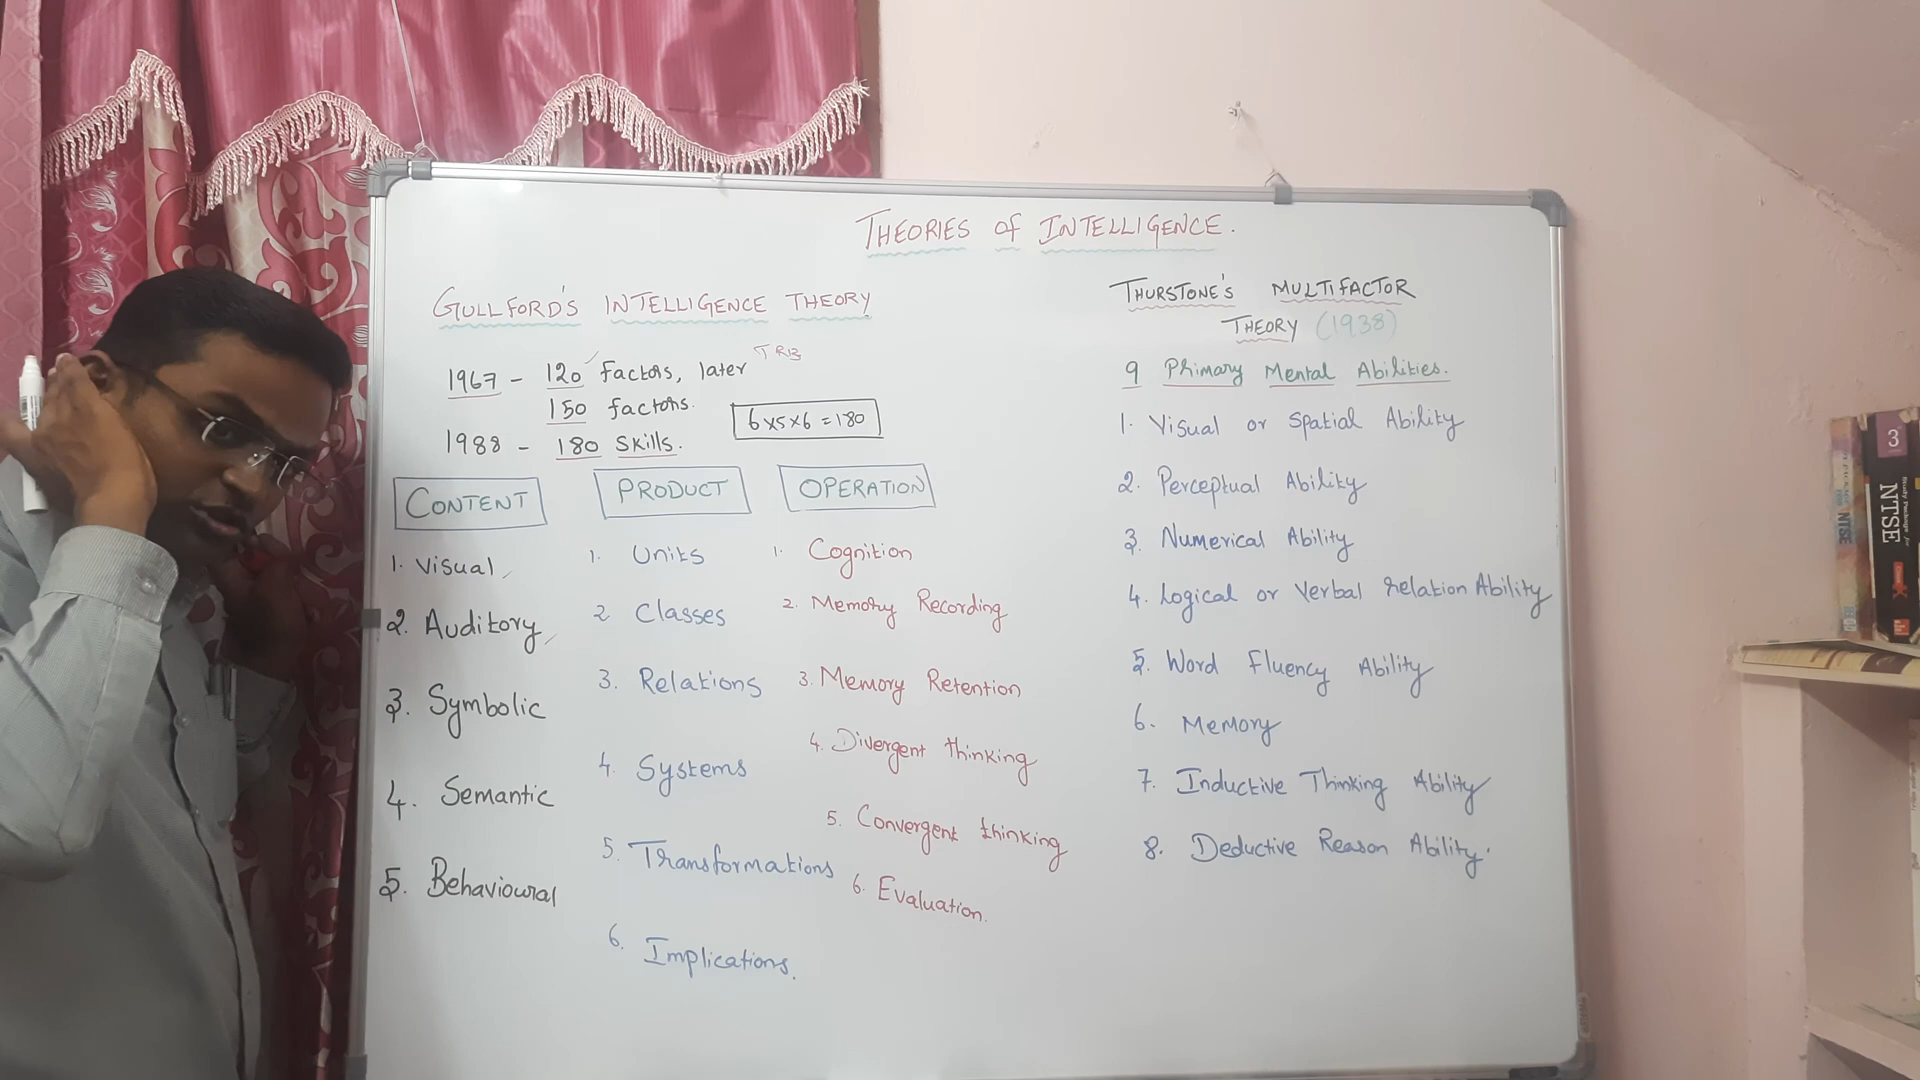 THEORIES OF INTELLIGENCE.
GULLFORD'S INTELLIGENCE THEORY
1967 - 120 factors, later TRB
150 factors.
1988 - 180 Skills.
6x5x6=180
CONTENT
1. Visual
2. Auditory
3. Symbolic
4. Semantic
5. Behavioural
PRODUCT
1. Units
2 Classes
3. Relations
4. Systems
5. Transformations
6. Implications.
OPERATION
1. Cognition
2. Memory Recording
3. Memory Retention
4. Divergent thinking
5. Convergent thinking
6. Evaluation.
THURSTONE'S MULTIFACTOR
THEORY (1938)
9 Primary Mental Abilities.
1. Visual or Spatial Ability
2. Perceptual Ability
3. Numerical Ability
4. Logical or Verbal relation Ability
5. Word Fluency Ability
6. Memory
7. Inductive Thinking Ability
8. Deductive Reason Ability.
3
Study Package for
NTSE
NTSE